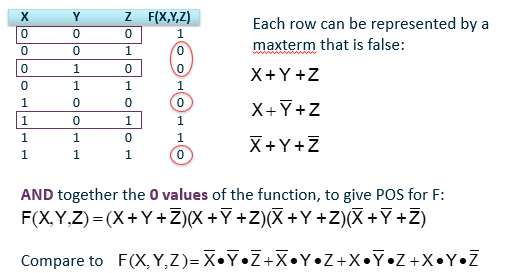 X Y Z F(X,Y,Z)
0 0 0 1
0 0 1 0
0 1 0 0
0 1 1 1
1 0 0 0
1 0 1 1
1 1 0 1
1 1 1 0
Each row can be represented by a
maxterm that is false:
X+Y+Z
X+Y̅+Z
X̅+Y+Z̅
AND together the 0 values of the function, to give POS for F:
F(X,Y,Z)=(X+Y+Z̅)(X+Y̅+Z)(X̅+Y+Z)(X̅+Y̅+Z̅)
Compare to F(X,Y,Z)=X̅•Y̅•Z̅+X̅•Y•Z+X•Y̅•Z+X•Y•Z̅